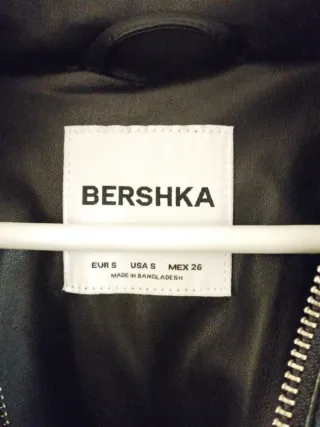 BERSHKA
EUR S USA S MEX 26
MADE IN BANGLADESH